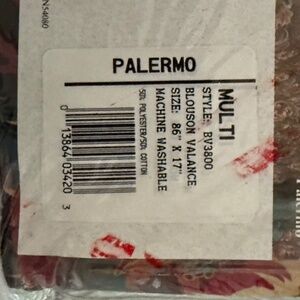 PALERMO
MULTI
STYLE: BV3800
BLOUSON VALANCE
SIZE: 86" X 17"
MACHINE WASHABLE
50% POLYESTER/50% COTTON
0 13864 03420 3
N54080